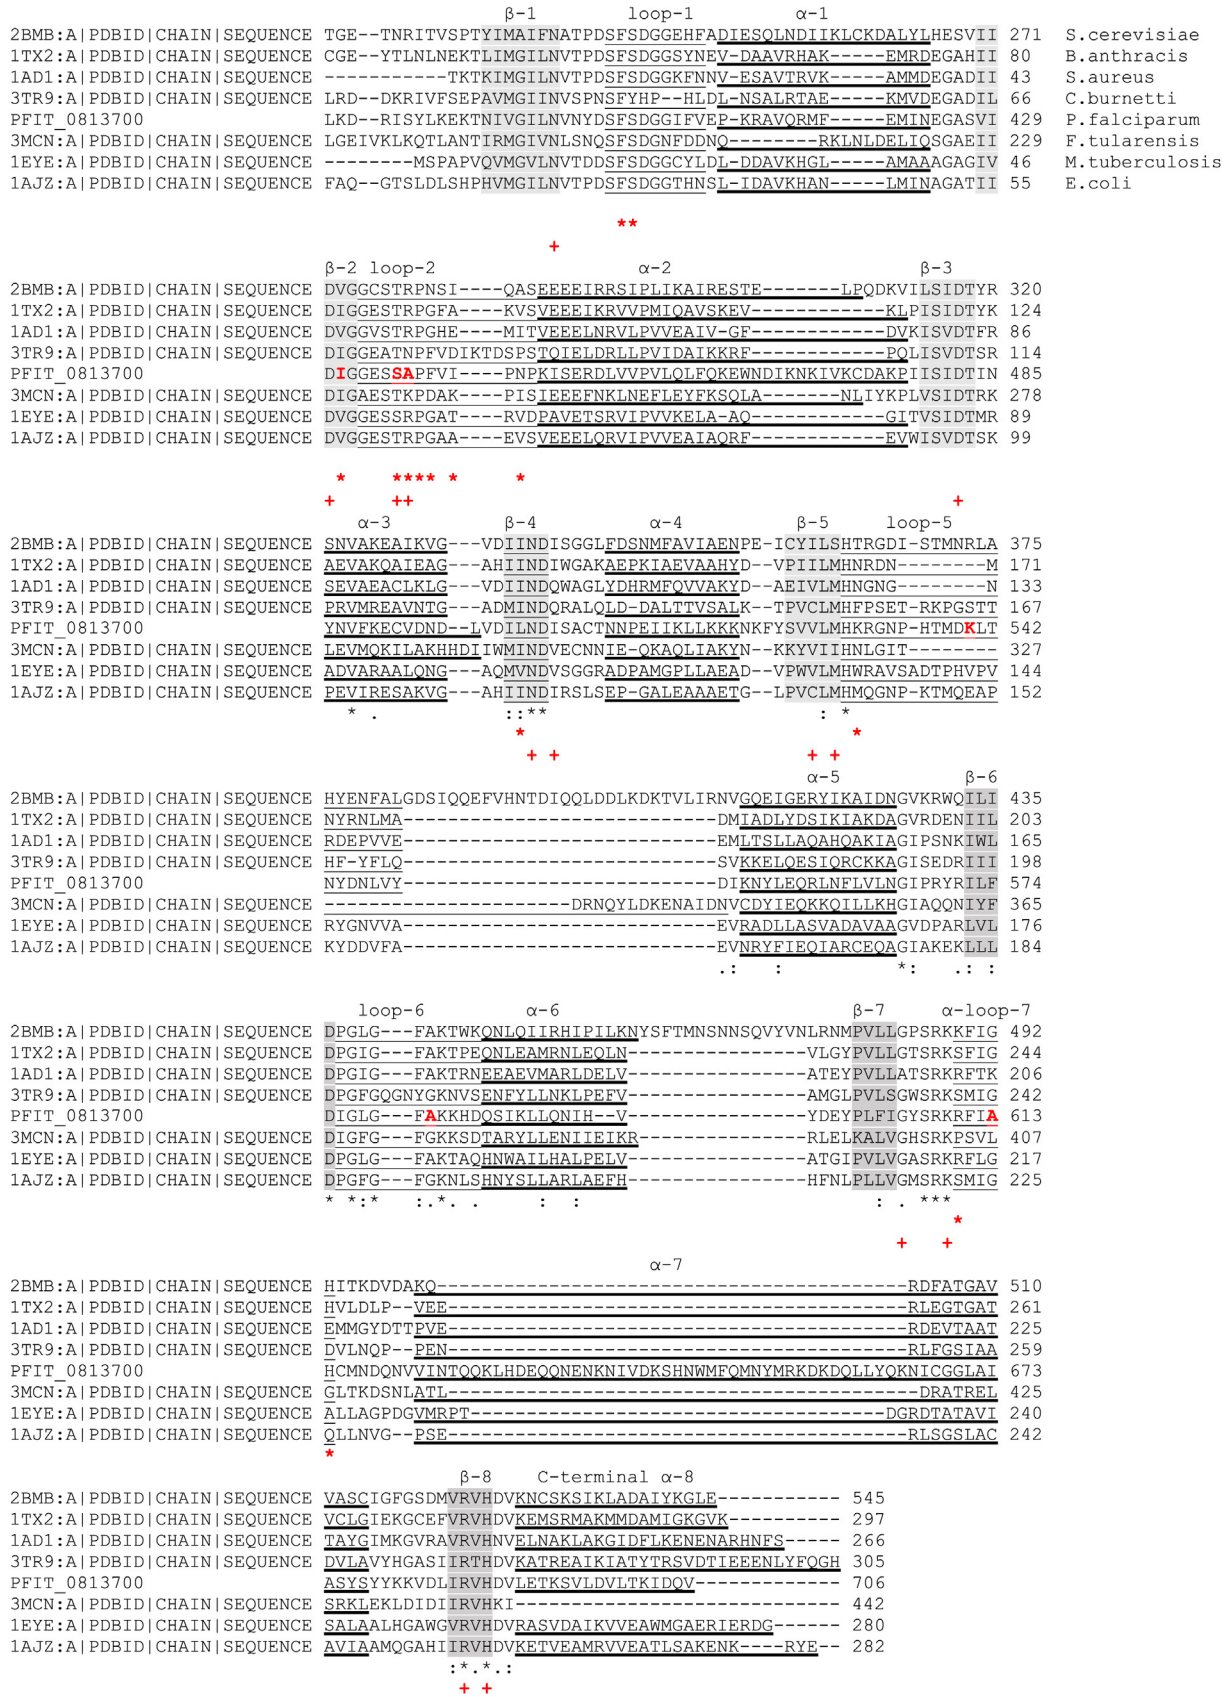 β-1 loop-1 α-1
2BMB:A|PDBID|CHAIN|SEQUENCE TGE--TNRITVSPTYIMAIFNATPDSFSDGGEHFADIESQLNDIIKLCKDALYLHESVII 271 S.cerevisiae
1TX2:A|PDBID|CHAIN|SEQUENCE CGE-YTLNLNEKTLIMGILNVTPDSFSDGGSYNEV-DAAVRHAK-----EMRDEGAHII 80 B.anthracis
1AD1:A|PDBID|CHAIN|SEQUENCE -----------TKTKIMGILNVTPDSFSDGGKFNNV-ESAVTRVK-----AMMDEGADII 43 S.aureus
3TR9:A|PDBID|CHAIN|SEQUENCE LRD--DKRIVFSEPAVMGIINVSPNSFYHP--HLDL-NSALRTAE-----KMVDEGADIL 66 C.burnetti
PFIT_0813700 LKD--RISYLKEKTNIVGILNVNYDSFSDGGIFVEP-KRAVQRMF-----EMINEGASVI 429 P.falciparum
3MCN:A|PDBID|CHAIN|SEQUENCE LGEIVKLKQTLANTIRNMGIVNLSNQSFSDGNFDDNQ--------RKLNLDELIQSGAEII 229 F.tularensis
1EYE:A|PDBID|CHAIN|SEQUENCE --------MSPAPVQVMGVLNVTDDSFSDGGCYLDL-DDAVKHGL-----AMAAAGAGIV 46 M.tuberculosis
1AJZ:A|PDBID|CHAIN|SEQUENCE FAQ--GTSLDLSHPHVMGILNVTPDSFSDGGTHNSL-IDAVKHAN-----LMINAGATII 55 E.coli
**
+
β-2 loop-2 α-2 β-3
2BMB:A|PDBID|CHAIN|SEQUENCE DVGGCSTRPNSI----QASEEEEIRRSIPLIKAIRESTE-------LPQDKVILSIDTYR 320
1TX2:A|PDBID|CHAIN|SEQUENCE DIGGESTRPGFA----KVSVEEEIKRVVPMIQAVSKEV------------KLPISIDTYK 124
1AD1:A|PDBID|CHAIN|SEQUENCE DVGGVSTRPGHE----MITVEEELNRVLPVVEAIV-GF------------DVKISVDTFR 86
3TR9:A|PDBID|CHAIN|SEQUENCE DIGGEATNPFVDIKTDSPSTQIELDRLLPVIDAIKKRF-----------PQLISVDTSR 114
PFIT_0813700 DIGGESSAPFVI----PNPKISERDLVVPVLQLFQKEWNDIKNKIVKCDAKPIISIDTIN 485
3MCN:A|PDBID|CHAIN|SEQUENCE DIGAESTKPDAK----PISIEEEFNKLNEFLEYFKSQLA-----NLIYKPLVSIDTRK 278
1EYE:A|PDBID|CHAIN|SEQUENCE DVGGESSRPGAT----RVDPAVETSRVIPVVKELA-AQ------------GITVSIDTMR 89
1AJZ:A|PDBID|CHAIN|SEQUENCE DVGGESTRPGAA----EVSVEEELQRVIPVVEAIAQRF-----------EVWISVDTSK 99
* **** * *
+ ++ +
α-3 β-4 α-4 β-5 loop-5
2BMB:A|PDBID|CHAIN|SEQUENCE SNVAKEAIKVG---VDIINDISGGLFDSNMFAVIAENPE-ICYILSHTRGDI-STMNRLA 375
1TX2:A|PDBID|CHAIN|SEQUENCE AEVAKQAIEAG---AHIINDIWGAKAEPKIAEVAAHYD--VPIILMHNRDN-------M 171
1AD1:A|PDBID|CHAIN|SEQUENCE SEVAEACLKLG---VDIINDQWAGLYDHRMFQVVAKYD--AEIVLMHNGNG-------N 133
3TR9:A|PDBID|CHAIN|SEQUENCE PRVMREAVNTG---ADMINDQRALQLD-DALTTVSALK--TPVCLMHFPSET-RKPGSTT 167
PFIT_0813700 YNVFKECVDND--LVDILNDISACTNNPEIIKLLKKKNKFYSVVLMHKRGNP-HTMDKLT 542
3MCN:A|PDBID|CHAIN|SEQUENCE LEVMQKILAKHHDIIWMINDVECNNIE-QKAQLIAKYN--KKYVIIHNLGIT-------- 327
1EYE:A|PDBID|CHAIN|SEQUENCE ADVARAALQNG---AQMVNDVSGGRADPAMGPLLAEAD--VPWVLMHWRAVSADTPHVPV 144
1AJZ:A|PDBID|CHAIN|SEQUENCE PEVIRESAKVG---AHIINDIRSLSEP-GALEAAAETG--LPVCLMHMQGNP-KTMQEAP 152
* . ::** : *
* *
+ + + +
α-5 β-6
2BMB:A|PDBID|CHAIN|SEQUENCE HYENFALGDSIQQEFVHNTDIQQLDDLKDKTVLIRNVGQEIGERYIKAIDNGVKRWQILI 435
1TX2:A|PDBID|CHAIN|SEQUENCE NYRNLMA----------------------------DMIADLYDSIKIAKDAGVRDENIIL 203
1AD1:A|PDBID|CHAIN|SEQUENCE RDEPVVE----------------------------EMLTSLLAQAHQAKIAGIPSNKIWL 165
3TR9:A|PDBID|CHAIN|SEQUENCE HF-YFLQ----------------------------SVKKELQESIQRCKKAGISEDRIII 198
PFIT_0813700 NYDNLVY----------------------------DIKNYLEQRLNFLVLNGIPRYRILF 574
3MCN:A|PDBID|CHAIN|SEQUENCE ----------------------DRNQYLDKENAIDNVCDYIEQKKQILLKHGIAQQNIYF 365
1EYE:A|PDBID|CHAIN|SEQUENCE RYGNVVA----------------------------EVRADLLASVADAVAAGVDPARLVL 176
1AJZ:A|PDBID|CHAIN|SEQUENCE KYDDVFA----------------------------EVNRYFIEQIARCEQAGIAKEKLLL 184
.: : *: .: :
loop-6 α-6 β-7 α-loop-7
2BMB:A|PDBID|CHAIN|SEQUENCE DPGLG---FAKTWKQNLQIIRHIPILKNYSFTMNSNNSQVYVNLRNMPVLLGPSRKKFIG 492
1TX2:A|PDBID|CHAIN|SEQUENCE DPGIG---FAKTPEQNLEAMRNLEQLN----------------VLGYPVLLGTSRKSFIG 244
1AD1:A|PDBID|CHAIN|SEQUENCE DPGIG---FAKTRNEEAEVMARLDELV----------------ATEYPVLLATSRKRFTK 206
3TR9:A|PDBID|CHAIN|SEQUENCE DPGFGQGNYGKNVSENFYLLNKLPEFV----------------AMGLPVLSGWSRKSMIG 242
PFIT_0813700 DIGLG---FAKKHDQSIKLLQNIH--V----------------YDEYPLFIGYSRKRFIA 613
3MCN:A|PDBID|CHAIN|SEQUENCE DIGFG---FGKKSDTARYLLENIIEIKR---------------RLELKALVGHSRKPSVL 407
1EYE:A|PDBID|CHAIN|SEQUENCE DPGLG---FAKTAQHNWAILHALPELV----------------ATGIPVLVGASRKRFLG 217
1AJZ:A|PDBID|CHAIN|SEQUENCE DPGFG---FGKNLSHNYSLLARLAEFH----------------HFNLPLLVGMSRKSMIG 225
* *:* :.*. . : : : . ***
*
+ +
α-7
2BMB:A|PDBID|CHAIN|SEQUENCE HITKDVDAKQ------------------------------------------RDFATGAV 510
1TX2:A|PDBID|CHAIN|SEQUENCE HVLDLP--VEE-----------------------------------------RLEGTGAT 261
1AD1:A|PDBID|CHAIN|SEQUENCE EMMGYDTTPVE-----------------------------------------RDEVTAAT 225
3TR9:A|PDBID|CHAIN|SEQUENCE DVLNQP--PEN-----------------------------------------RLFGSIAA 259
PFIT_0813700 HCMNDQNVVINTQQKLHDEQQNENKNIVDKSHNWMFQMNYMRKDKDQLLYQKNICGGLAI 673
3MCN:A|PDBID|CHAIN|SEQUENCE GLTKDSNLATL------------------------------------------DRATREL 425
1EYE:A|PDBID|CHAIN|SEQUENCE ALLAGPDGVMRPT-------------------------------------DGRDTATAVI 240
1AJZ:A|PDBID|CHAIN|SEQUENCE QLLNVG--PSE-----------------------------------------RLSGSLAC 242
*
β-8 C-terminal α-8
2BMB:A|PDBID|CHAIN|SEQUENCE VASCIGFGSDMVRVHDVKNCSKSIKLADAIYKGLE----------- 545
1TX2:A|PDBID|CHAIN|SEQUENCE VCLGIEKGCEFVRVHDVKEMSRMAKMMDAMIGKGVK---------- 297
1AD1:A|PDBID|CHAIN|SEQUENCE TAYGIMKGVRAVRVHNVELNAKLAKGIDFLKENENARHNFS----- 266
3TR9:A|PDBID|CHAIN|SEQUENCE DVLAVYHGASIIRTHDVKATREAIKIATYTRSVDTIEEENLYFQGH 305
PFIT_0813700 ASYSYYKKVDLIRVHDVLETKSVLDVLTKIDQV------------- 706
3MCN:A|PDBID|CHAIN|SEQUENCE SRKLEKLDIDIIRVHKI----------------------------- 442
1EYE:A|PDBID|CHAIN|SEQUENCE SALAALHGAWGVRVHDVRASVDAIKVVEAWMGAERIERDG------ 280
1AJZ:A|PDBID|CHAIN|SEQUENCE AVIAAMQGAHIIRVHDVKETVEAMRVVEATLSAKENK----RYE-- 282
:*.*.:
+ +